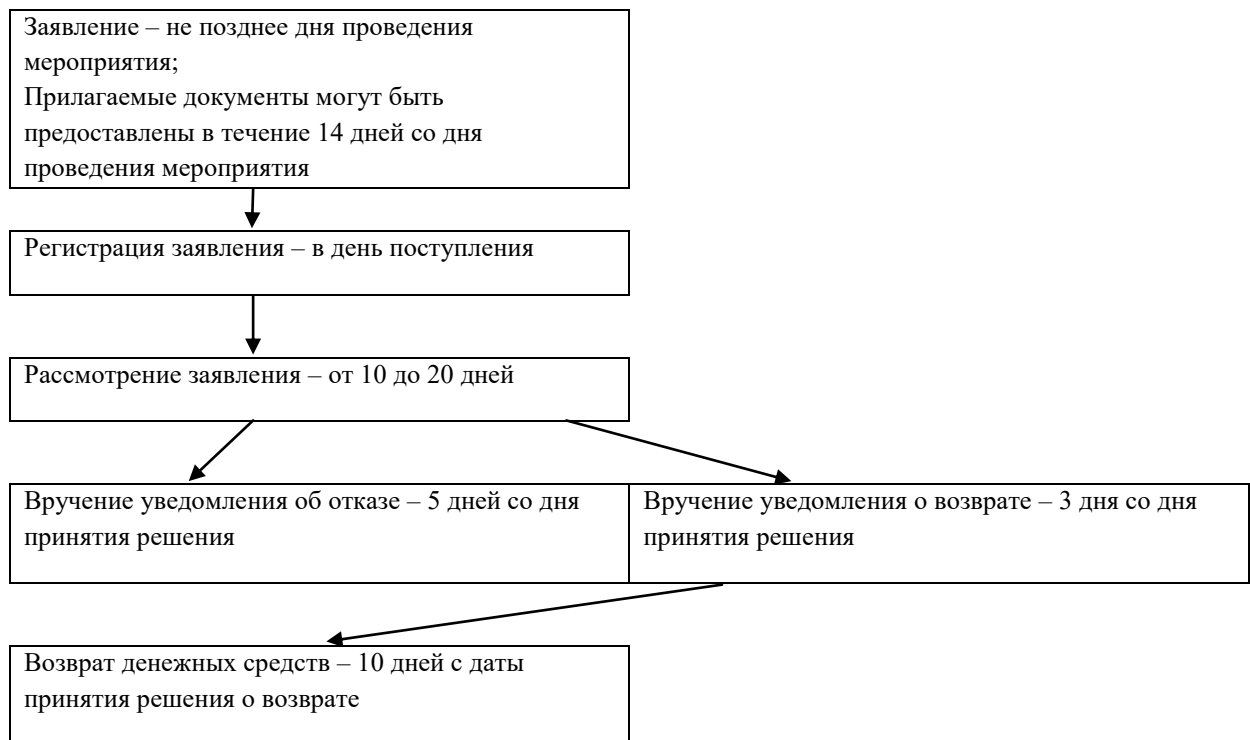 Заявление – не позднее дня проведения
мероприятия;
Прилагаемые документы могут быть
предоставлены в течение 14 дней со дня
проведения мероприятия
Регистрация заявления – в день поступления
Рассмотрение заявления – от 10 до 20 дней
Вручение уведомления об отказе – 5 дней со дня
принятия решения
Вручение уведомления о возврате – 3 дня со дня
принятия решения
Возврат денежных средств – 10 дней с даты
принятия решения о возврате